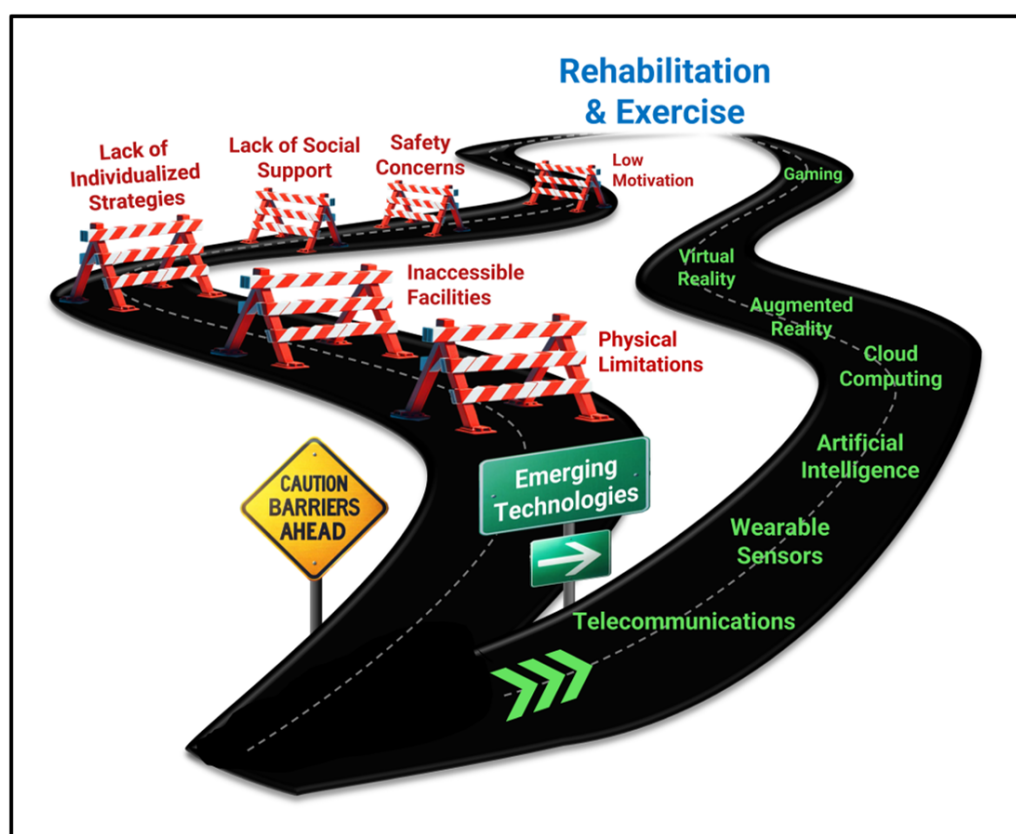 Rehabilitation
& Exercise
Lack of
Individualized
Strategies
Lack of Social
Support
Safety
Concerns
Low
Motivation
Inaccessible
Facilities
Physical
Limitations
CAUTION
BARRIERS
AHEAD
Emerging
Technologies
Gaming
Virtual
Reality
Augmented
Reality
Cloud
Computing
Artificial
Intelligence
Wearable
Sensors
Telecommunications